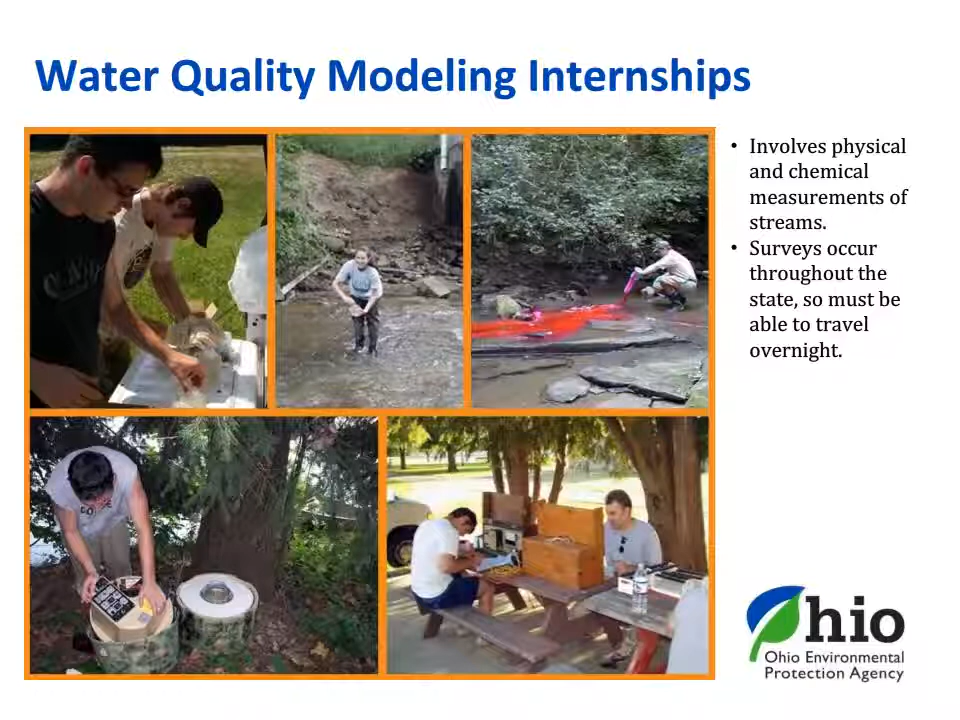 Water Quality Modeling Internships
• Involves physical
and chemical
measurements of
streams.
• Surveys occur
throughout the
state, so must be
able to travel
overnight.
Ohio
Ohio Environmental
Protection Agency